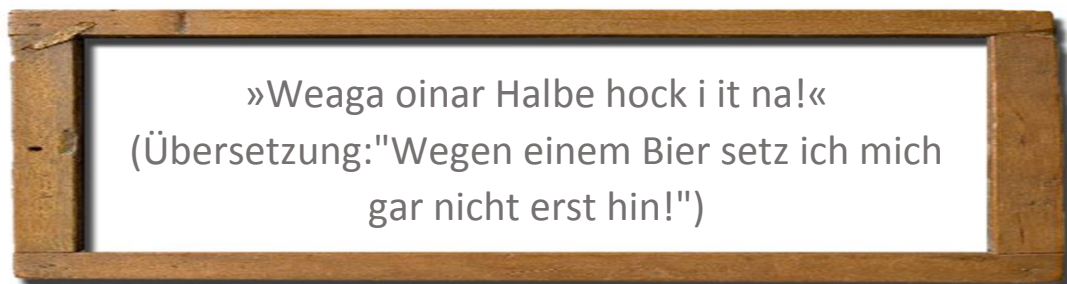 »Weaga oinar Halbe hock i it na!«
(Übersetzung:"Wegen einem Bier setz ich mich
gar nicht erst hin!")